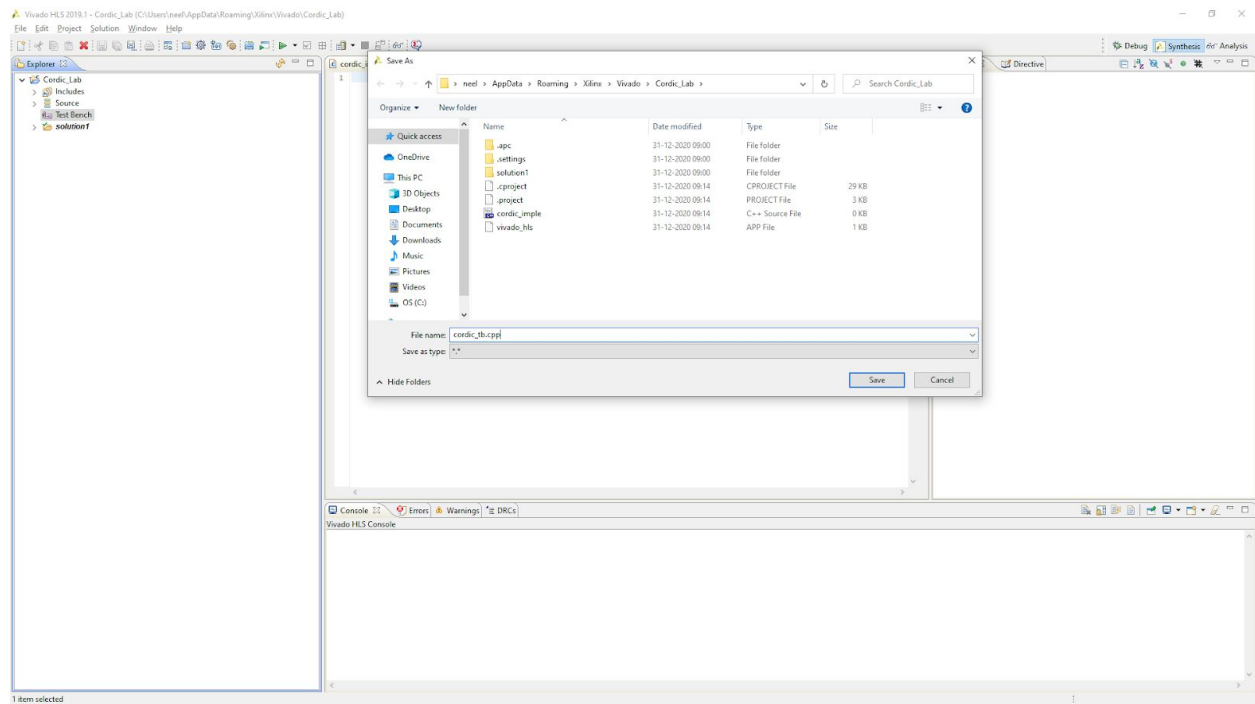 Vivado HLS 2019.1 - Cordic_Lab (C:\Users\neel\AppData\Roaming\Xilinx\Vivado\Cordic_Lab)
File Edit Project Solution Window Help
Debug Synthesis Analysis
Explorer
Cordic_Lab
Includes
Source
Test Bench
solution1
cordic_i
1
Directive
Save As
neel > AppData > Roaming > Xilinx > Vivado > Cordic_Lab >
Search Cordic_Lab
Organize New folder
Quick access
OneDrive
This PC
3D Objects
Desktop
Documents
Downloads
Music
Pictures
Videos
OS (C:)
Name Date modified Type Size
.apc 31-12-2020 09:00 File folder
.settings 31-12-2020 09:00 File folder
solution1 31-12-2020 09:00 File folder
.cproject 31-12-2020 09:14 CPROJECT File 29 KB
.project 31-12-2020 09:14 PROJECT File 3 KB
cordic_imple 31-12-2020 09:14 C++ Source File 0 KB
vivado_hls 31-12-2020 09:14 APP File 1 KB
File name: cordic_tb.cpp
Save as type: *.*
Hide Folders
Save Cancel
Console Errors Warnings DRCs
Vivado HLS Console
1 item selected